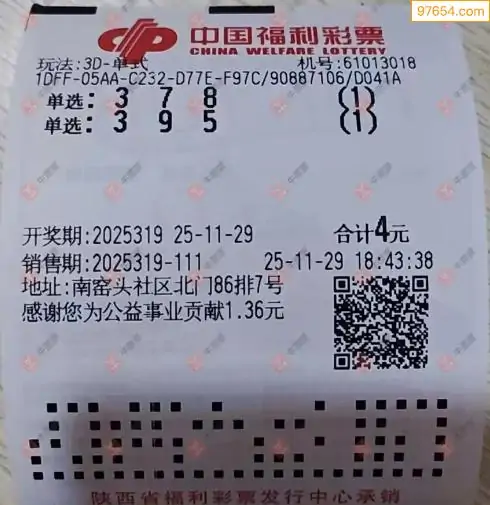 97654.com
中国福利彩票
CHINA WELFARE LOTTERY
玩法:3D-单式 机号:61013018
1DFF-05AA-C232-D77E-F97C/90887106/D041A
单选: 3 7 8 (1)
单选: 3 9 5 (1)
开奖期:2025319 25-11-29 合计4元
销售期:2025319-111 25-11-29 18:43:38
地址:南窑头社区北门86排7号
感谢您为公益事业贡献1.36元
陕西省福利彩票发行中心承销